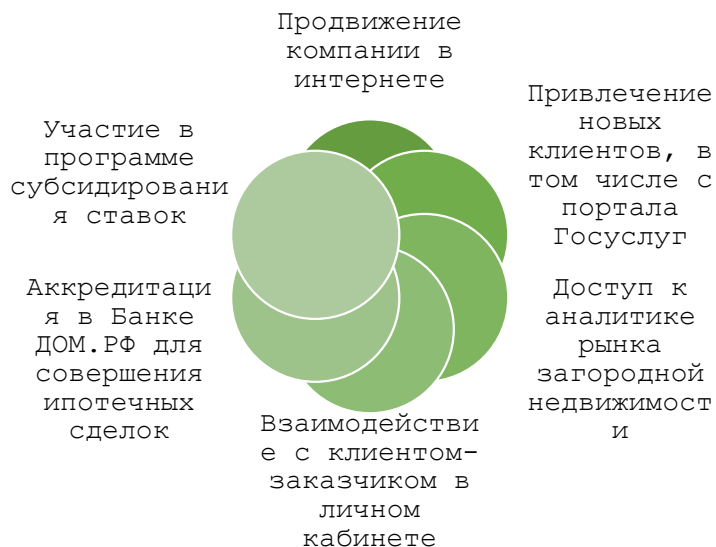 Продвижение
компании в
интернете
Привлечение
новых
клиентов, в
том числе с
портала
Госуслуг
Доступ к
аналитике
рынка
загородной
недвижимост
и
Взаимодействи
е с клиентом-
заказчиком в
личном
кабинете
Аккредитаци
я в Банке
ДОМ.РФ для
совершения
ипотечных
сделок
Участие в
программе
субсидировани
я ставок